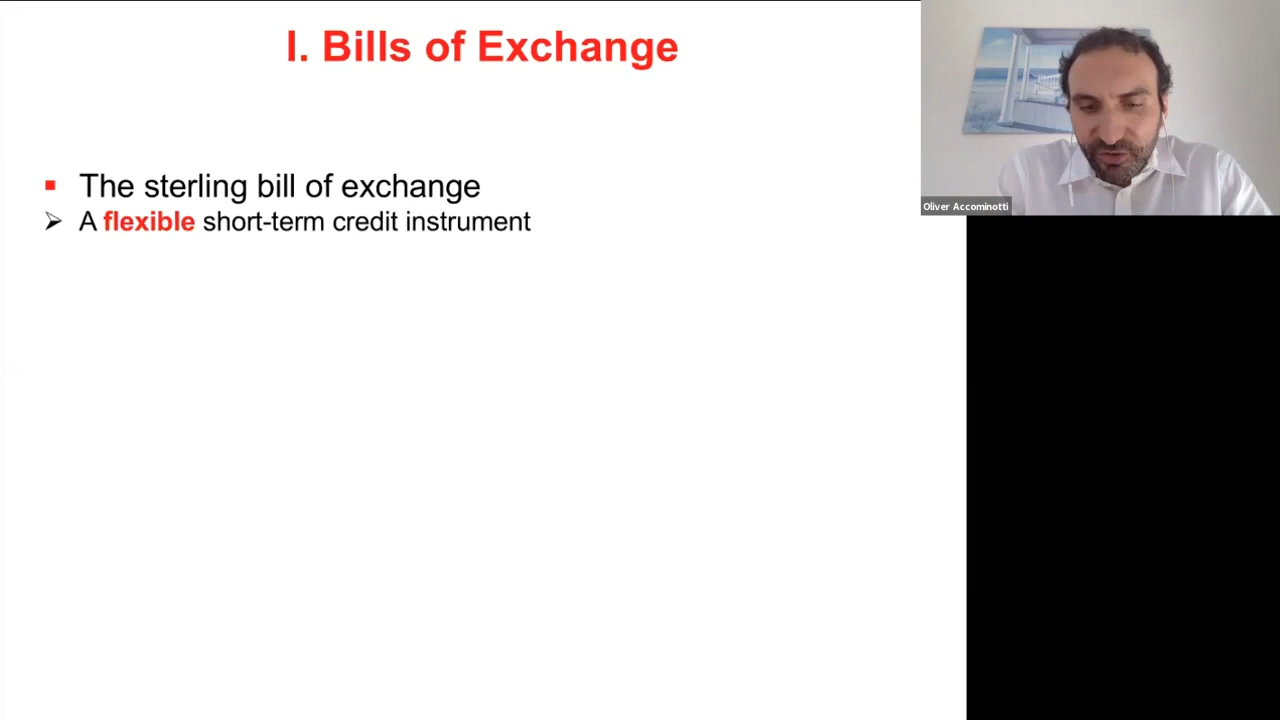 I. Bills of Exchange
The sterling bill of exchange
A flexible short-term credit instrument
Oliver Accominotti